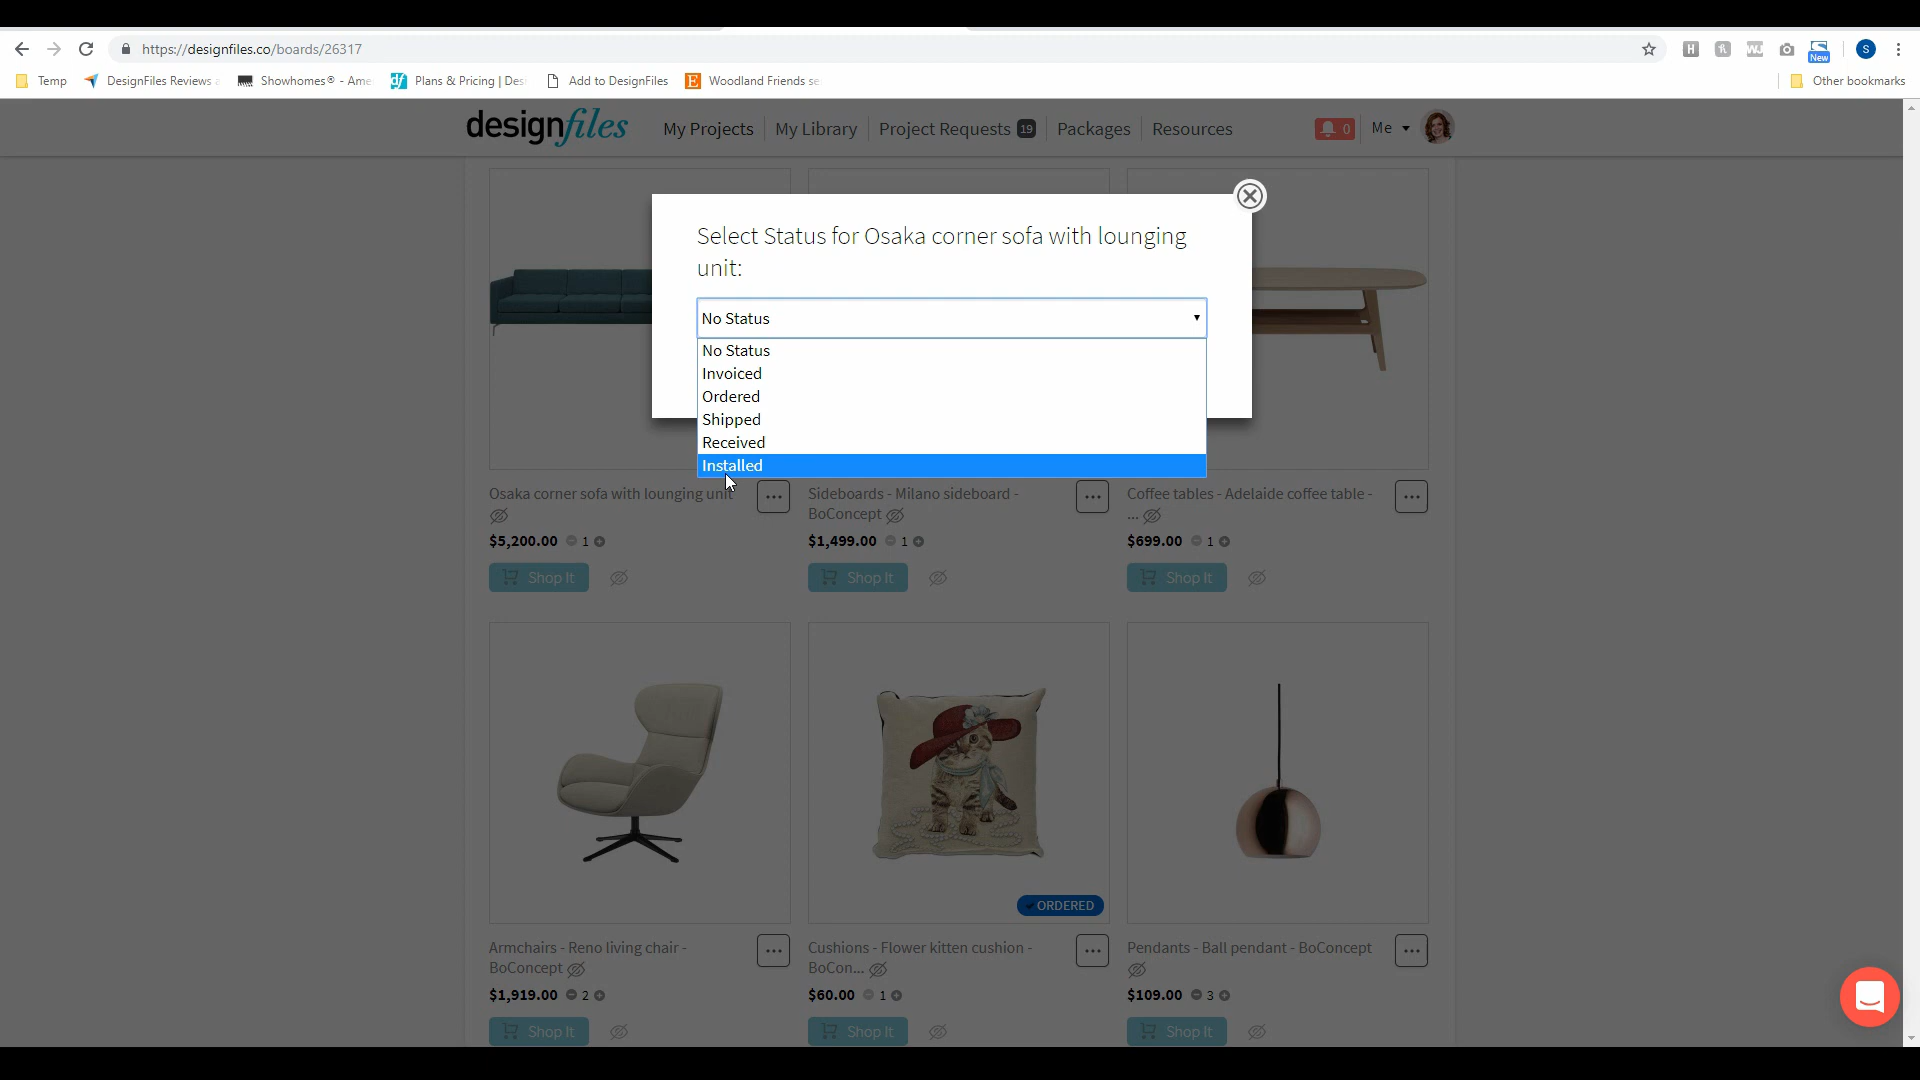 https://designfiles.co/boards/26317
New
S
Temp
DesignFiles Reviews
Showhomes® - Ame
Plans & Pricing | Des
Add to DesignFiles
Woodland Friends se
Other bookmarks
designfiles
My Projects
My Library
Project Requests 19
Packages
Resources
0
Me
Select Status for Osaka corner sofa with lounging
unit:
No Status
No Status
Invoiced
Ordered
Shipped
Received
Installed
Osaka corner sofa with lounging unit
$5,200.00 1
Shop It
Sideboards - Milano sideboard -
BoConcept
$1,499.00 1
Shop It
Coffee tables - Adelaide coffee table -
...
$699.00 1
Shop It
ORDERED
Armchairs - Reno living chair -
BoConcept
$1,919.00 2
Shop It
Cushions - Flower kitten cushion -
BoCon...
$60.00 1
Shop It
Pendants - Ball pendant - BoConcept
$109.00 3
Shop It